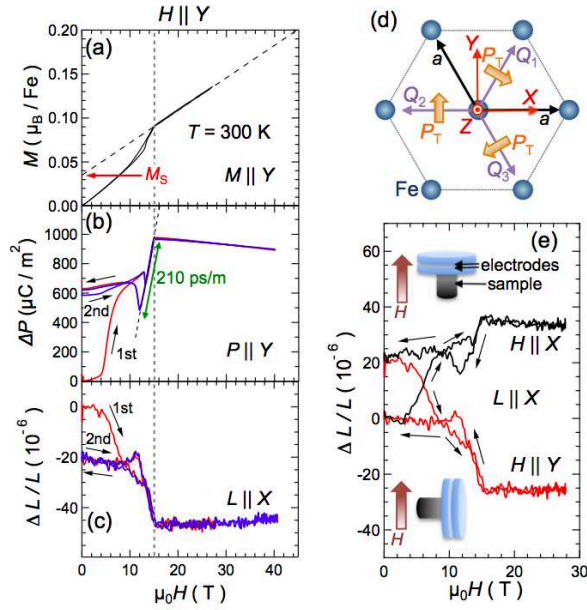 H || Y
(a)
0.20
0.15
0.10
0.05
0.00
M ( μB / Fe )
T = 300 K
MS
M || Y
(b)
1000
800
600
400
200
0
ΔP (μC / m²)
210 ps/m
2nd
1st
P || Y
0
-20
-40
Δ L / L ( 10⁻⁶ )
1st
2nd
L || X
(c)
0 10 20 30 40
μ₀H ( T )
(d)
Y
Q1
PT
a
Q2
X
PT
Z
a
PT
Q3
Fe
(e)
60
40
20
0
-20
-40
Δ L / L ( 10⁻⁶ )
electrodes
sample
H
H || X
L || X
H || Y
H
0 10 20 30
μ₀H ( T )